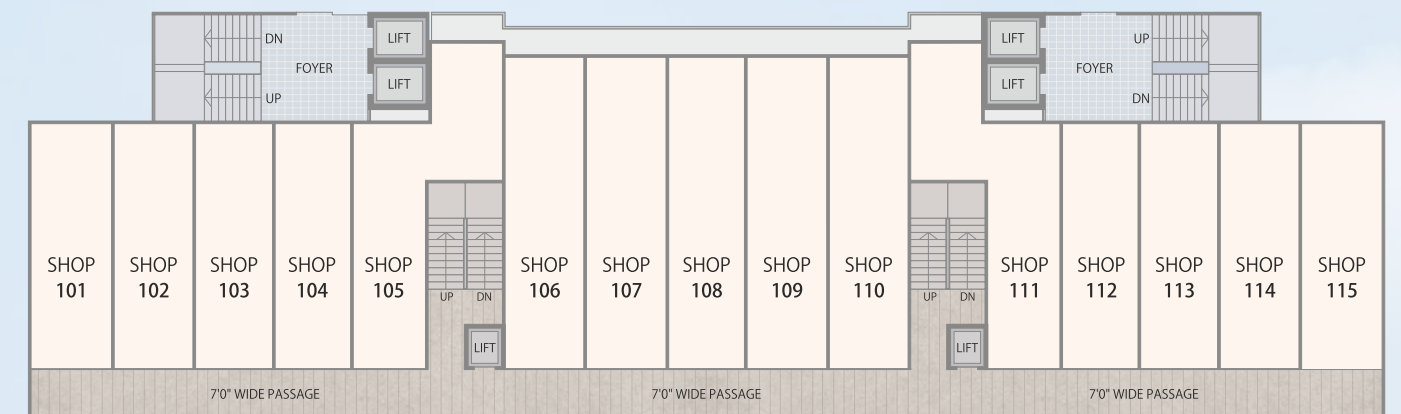 DN
LIFT
LIFT
UP
FOYER
LIFT
FOYER
LIFT
UP
DN
SHOP
101
SHOP
102
SHOP
103
SHOP
104
SHOP
105
SHOP
106
SHOP
107
SHOP
108
SHOP
109
SHOP
110
SHOP
111
SHOP
112
SHOP
113
SHOP
114
SHOP
115
UP
DN
UP
DN
LIFT
LIFT
7'0" WIDE PASSAGE
7'0" WIDE PASSAGE
7'0" WIDE PASSAGE